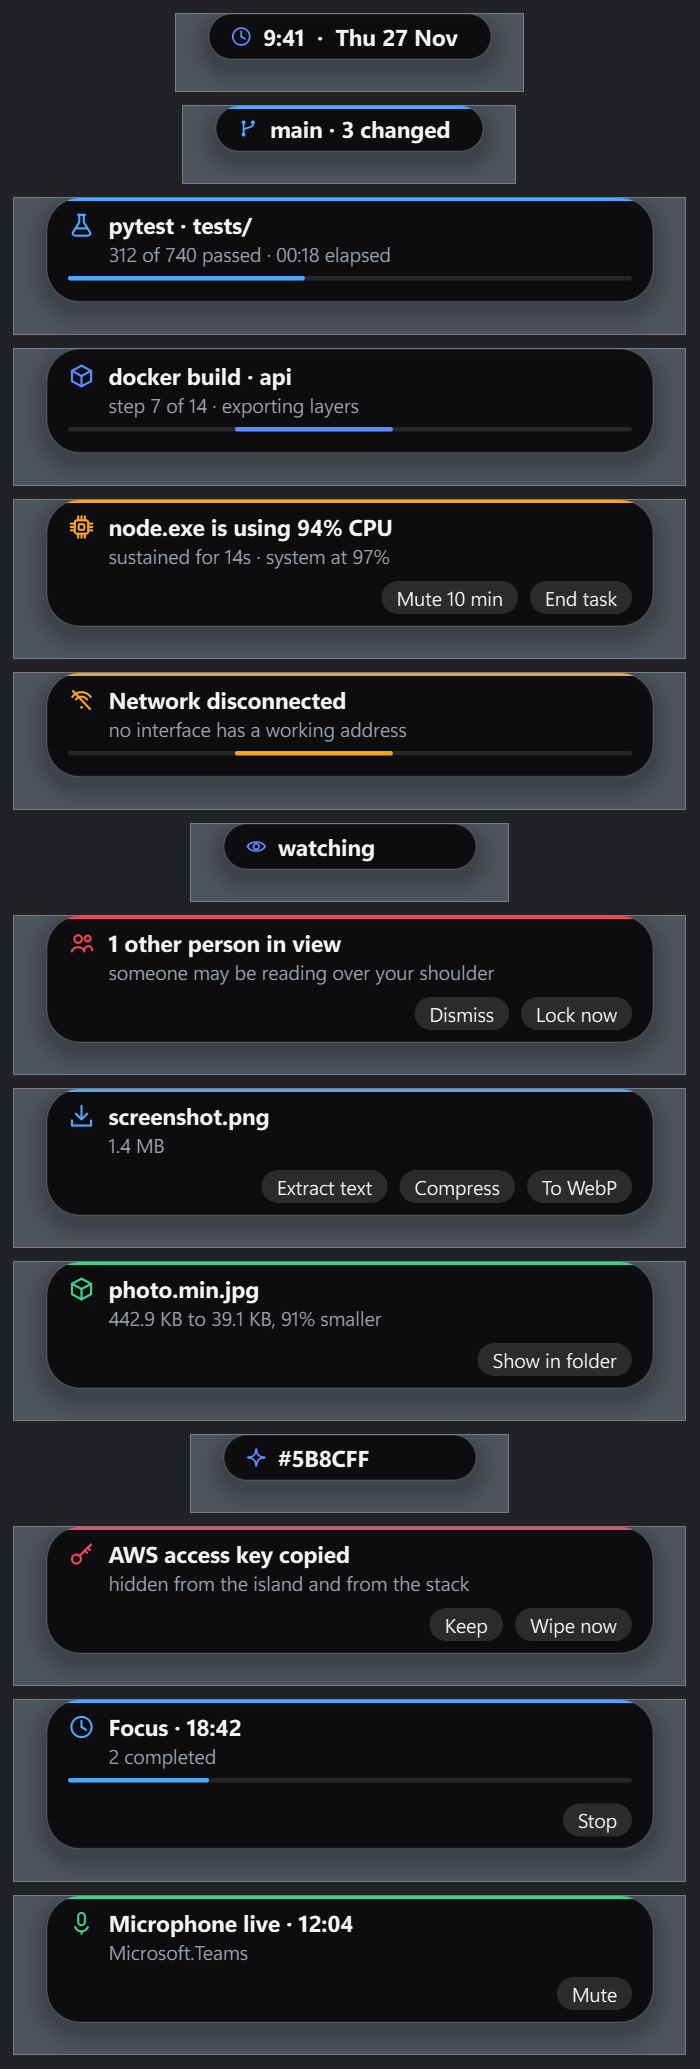 9:41 · Thu 27 Nov
main · 3 changed
pytest · tests/
312 of 740 passed · 00:18 elapsed
docker build · api
step 7 of 14 · exporting layers
node.exe is using 94% CPU
sustained for 14s · system at 97%
Mute 10 min End task
Network disconnected
no interface has a working address
watching
1 other person in view
someone may be reading over your shoulder
Dismiss Lock now
screenshot.png
1.4 MB
Extract text Compress To WebP
photo.min.jpg
442.9 KB to 39.1 KB, 91% smaller
Show in folder
#5B8CFF
AWS access key copied
hidden from the island and from the stack
Keep Wipe now
Focus · 18:42
2 completed
Stop
Microphone live · 12:04
Microsoft.Teams
Mute